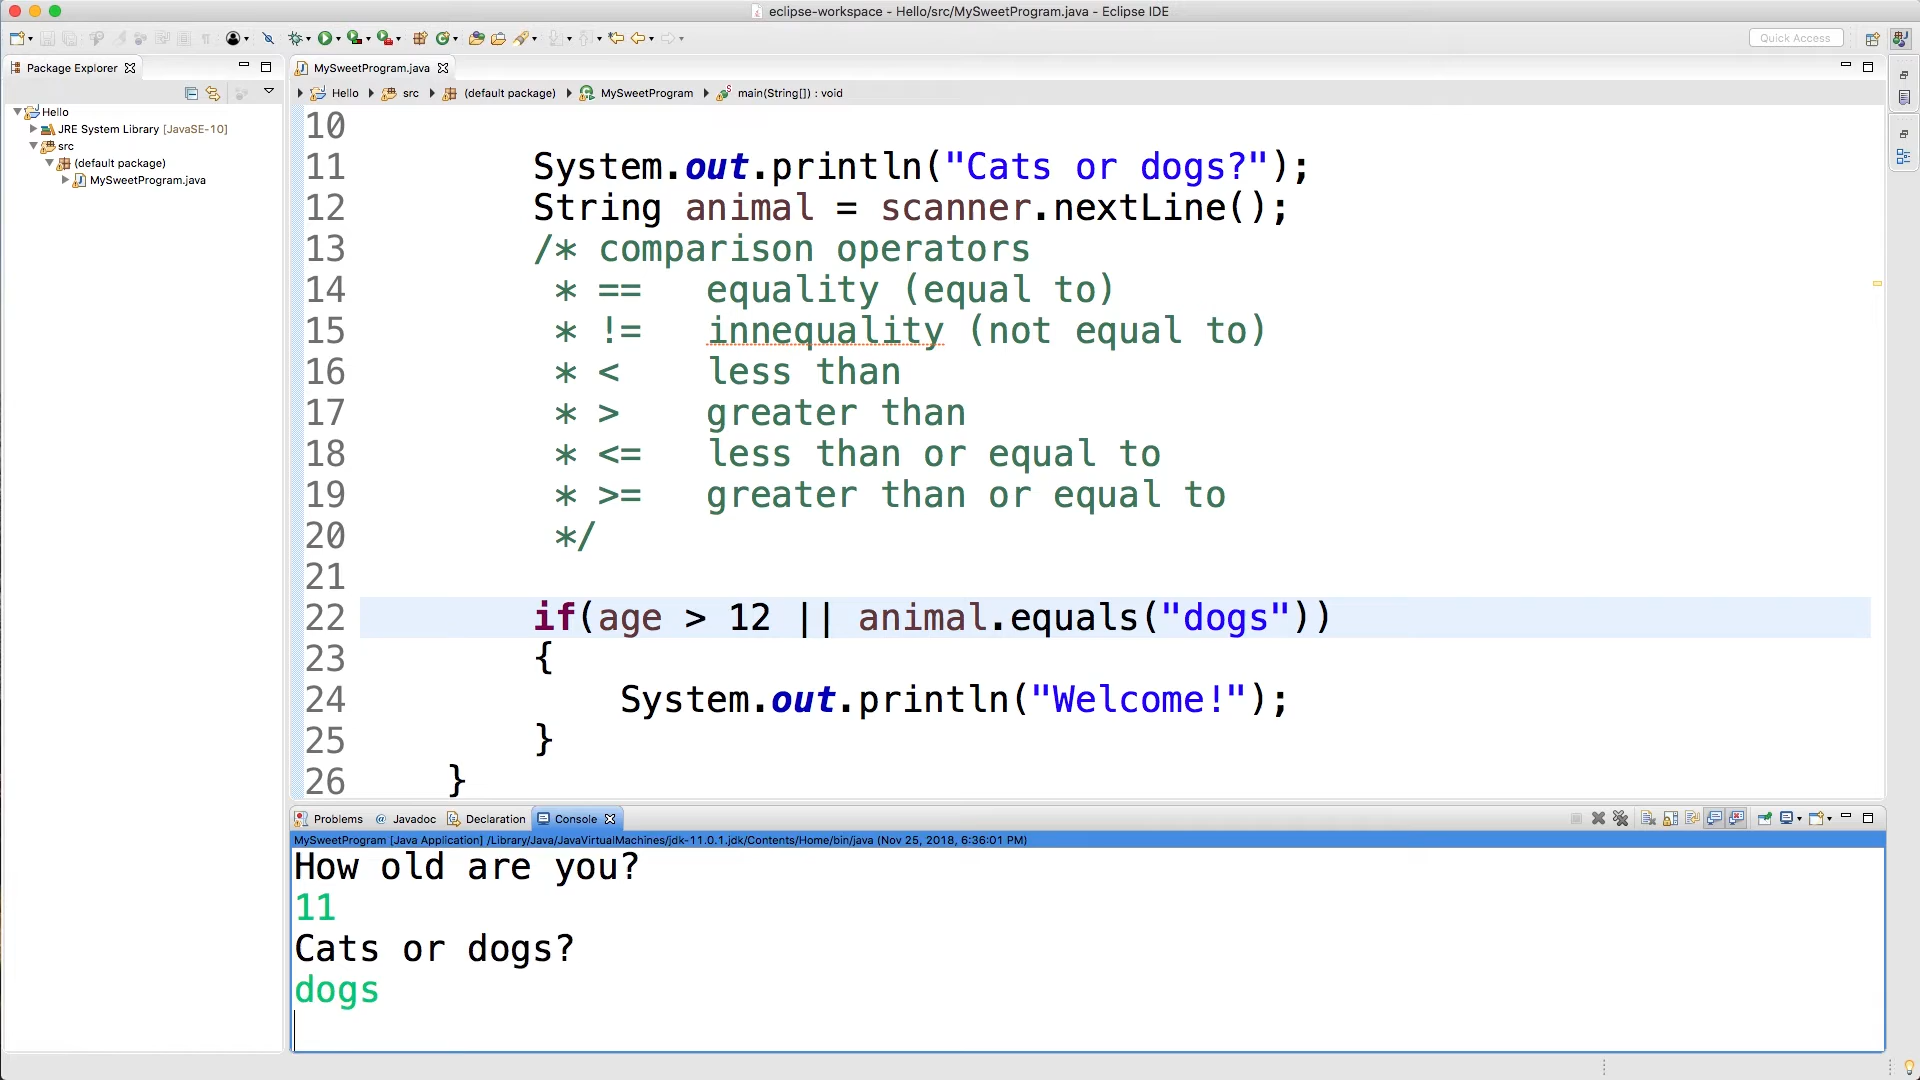 eclipse-workspace - Hello/src/MySweetProgram.java - Eclipse IDE
Quick Access
Package Explorer
Hello
JRE System Library [JavaSE-10]
src
(default package)
MySweetProgram.java
MySweetProgram.java
Hello src (default package) MySweetProgram main(String[]) : void
10
11 System.out.println("Cats or dogs?");
12 String animal = scanner.nextLine();
13 /* comparison operators
14 * == equality (equal to)
15 * != innequality (not equal to)
16 * < less than
17 * > greater than
18 * <= less than or equal to
19 * >= greater than or equal to
20 */
21
22 if(age > 12 || animal.equals("dogs"))
23 {
24 System.out.println("Welcome!");
25 }
26 }
Problems @ Javadoc Declaration Console
MySweetProgram [Java Application] /Library/Java/JavaVirtualMachines/jdk-11.0.1.jdk/Contents/Home/bin/java (Nov 25, 2018, 6:36:01 PM)
How old are you?
11
Cats or dogs?
dogs